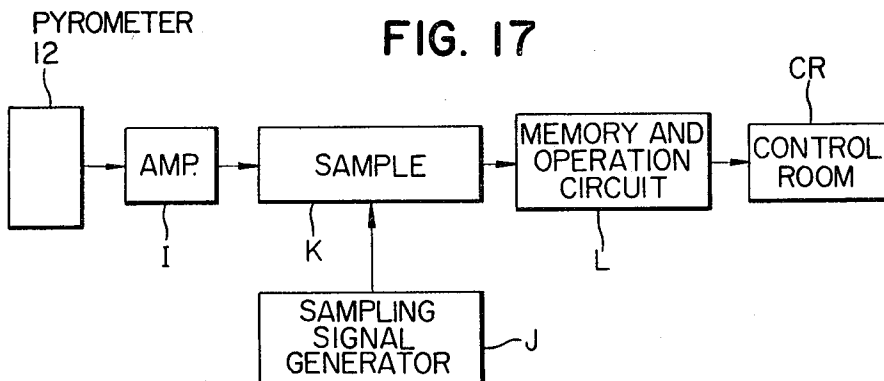 FIG. 17
PYROMETER
12
CR
AMP.
SAMPLE
MEMORY AND
OPERATION
CIRCUIT
CONTROL
ROOM
I
K
L
SAMPLING
SIGNAL
GENERATOR
J